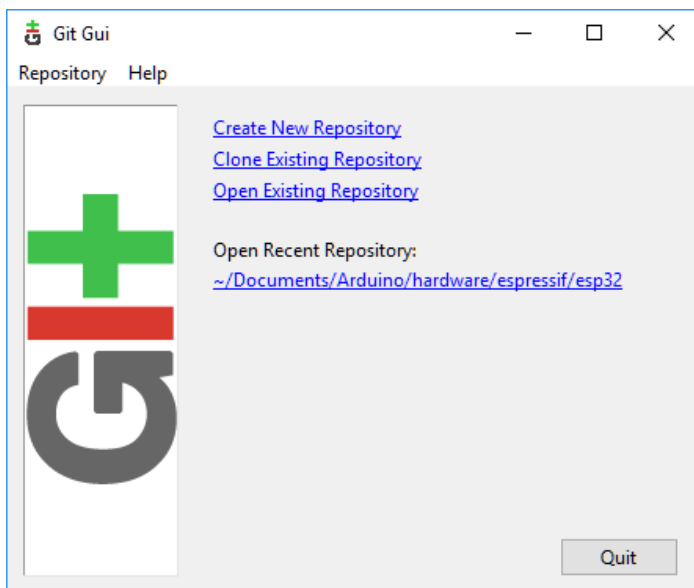 Git Gui
Repository Help
Create New Repository
Clone Existing Repository
Open Existing Repository
Open Recent Repository:
~/Documents/Arduino/hardware/espressif/esp32
GIT
Quit